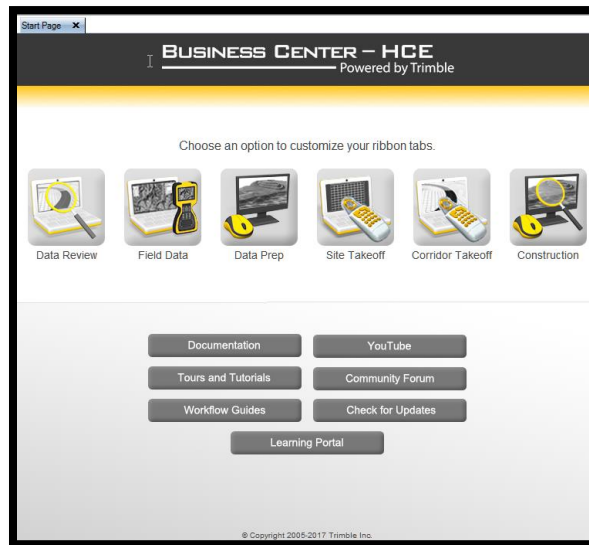 Start Page
BUSINESS CENTER – HCE
Powered by Trimble
Choose an option to customize your ribbon tabs.
Data Review Field Data Data Prep Site Takeoff Corridor Takeoff Construction
Documentation YouTube
Tours and Tutorials Community Forum
Workflow Guides Check for Updates
Learning Portal
© Copyright 2005-2017 Trimble Inc.